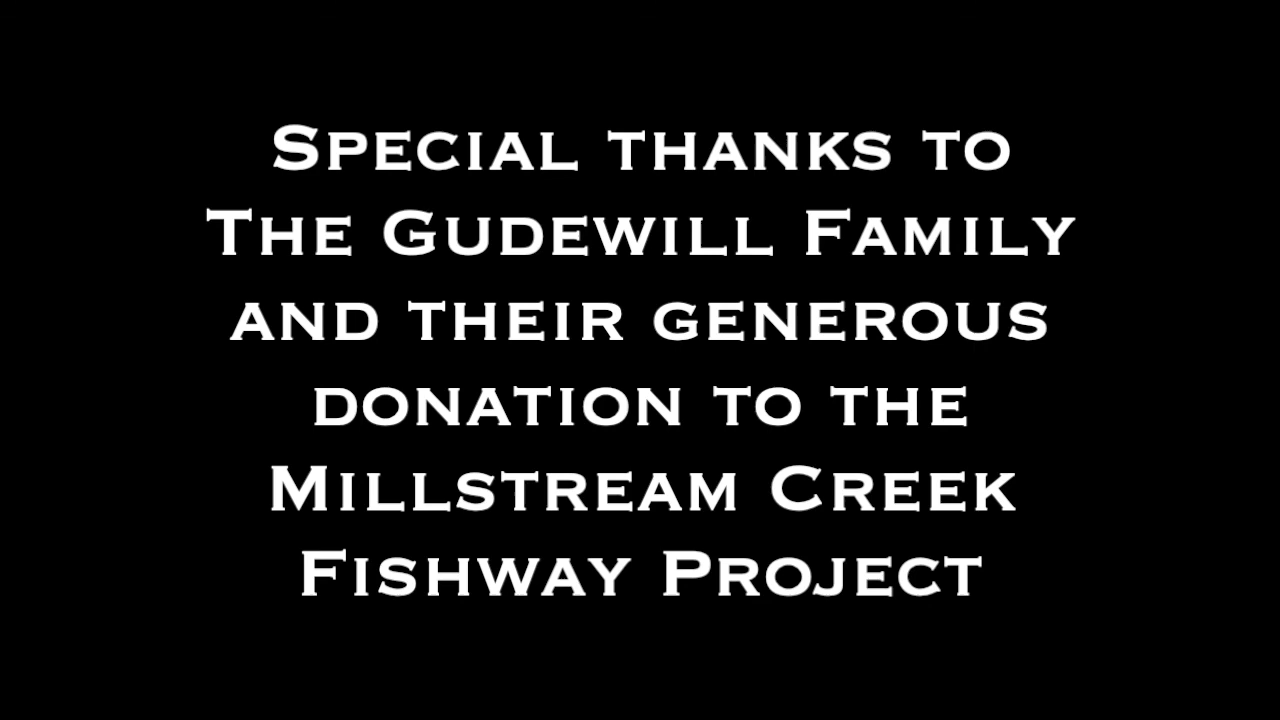 Special thanks to
The Gudewill Family
and their generous
donation to the
Millstream Creek
Fishway Project